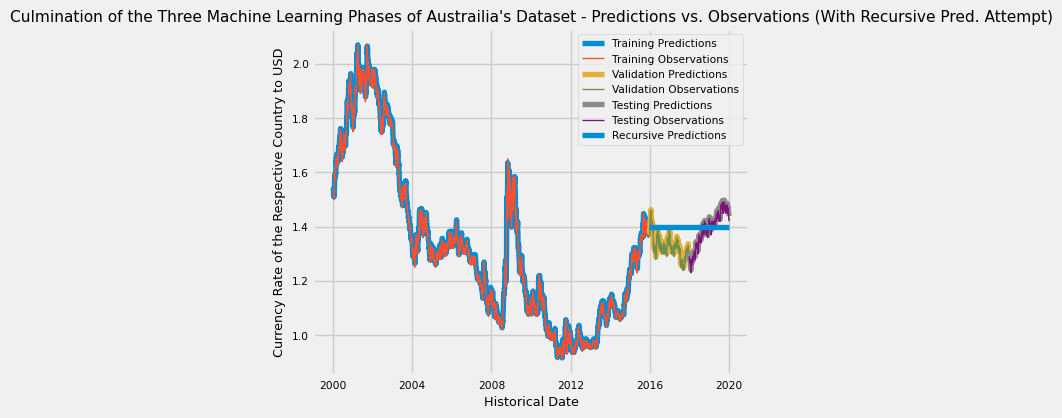 Culmination of the Three Machine Learning Phases of Austrailia's Dataset - Predictions vs. Observations (With Recursive Pred. Attempt)
Training Predictions
Training Observations
Validation Predictions
Validation Observations
Testing Predictions
Testing Observations
Recursive Predictions
Currency Rate of the Respective Country to USD
2.0
1.8
1.6
1.4
1.2
1.0
2000
2004
2008
2012
2016
2020
Historical Date